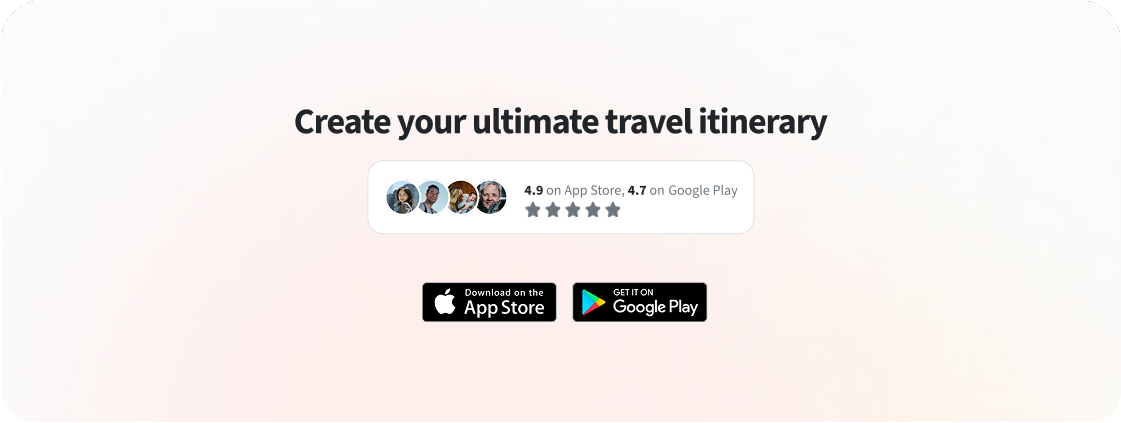 Create your ultimate travel itinerary
4.9 on App Store, 4.7 on Google Play
Download on the
App Store
GET IT ON
Google Play